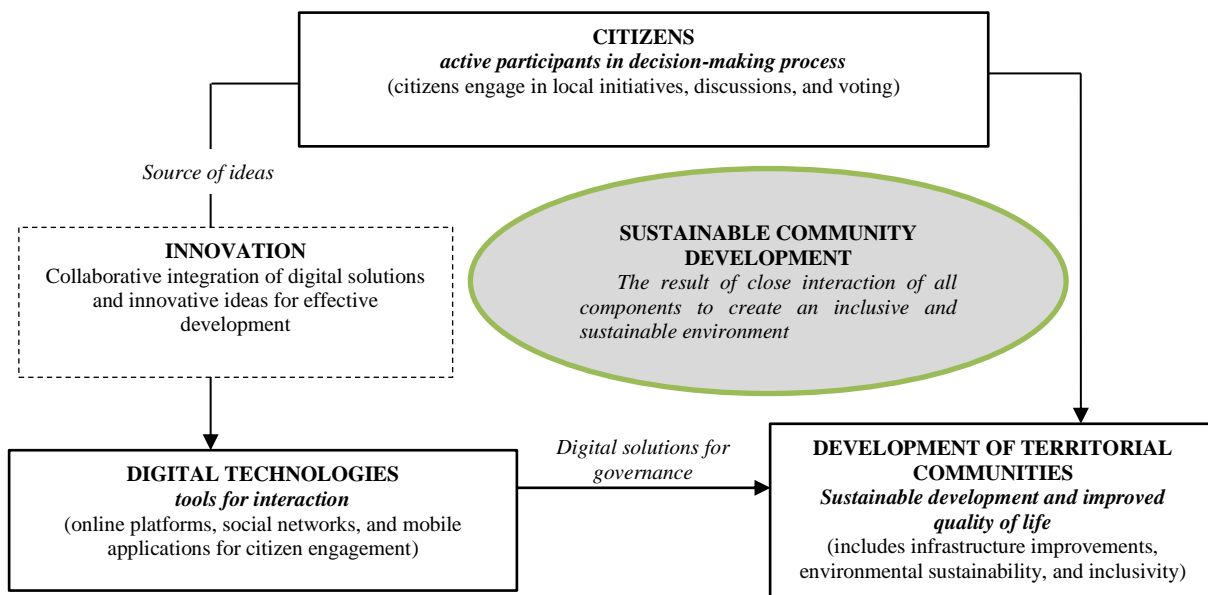 CITIZENS
active participants in decision-making process
(citizens engage in local initiatives, discussions, and voting)
Source of ideas
INNOVATION
Collaborative integration of digital solutions
and innovative ideas for effective
development
SUSTAINABLE COMMUNITY
DEVELOPMENT
The result of close interaction of all
components to create an inclusive and
sustainable environment
DIGITAL TECHNOLOGIES
tools for interaction
(online platforms, social networks, and mobile
applications for citizen engagement)
Digital solutions for
governance
DEVELOPMENT OF TERRITORIAL
COMMUNITIES
Sustainable development and improved
quality of life
(includes infrastructure improvements,
environmental sustainability, and inclusivity)